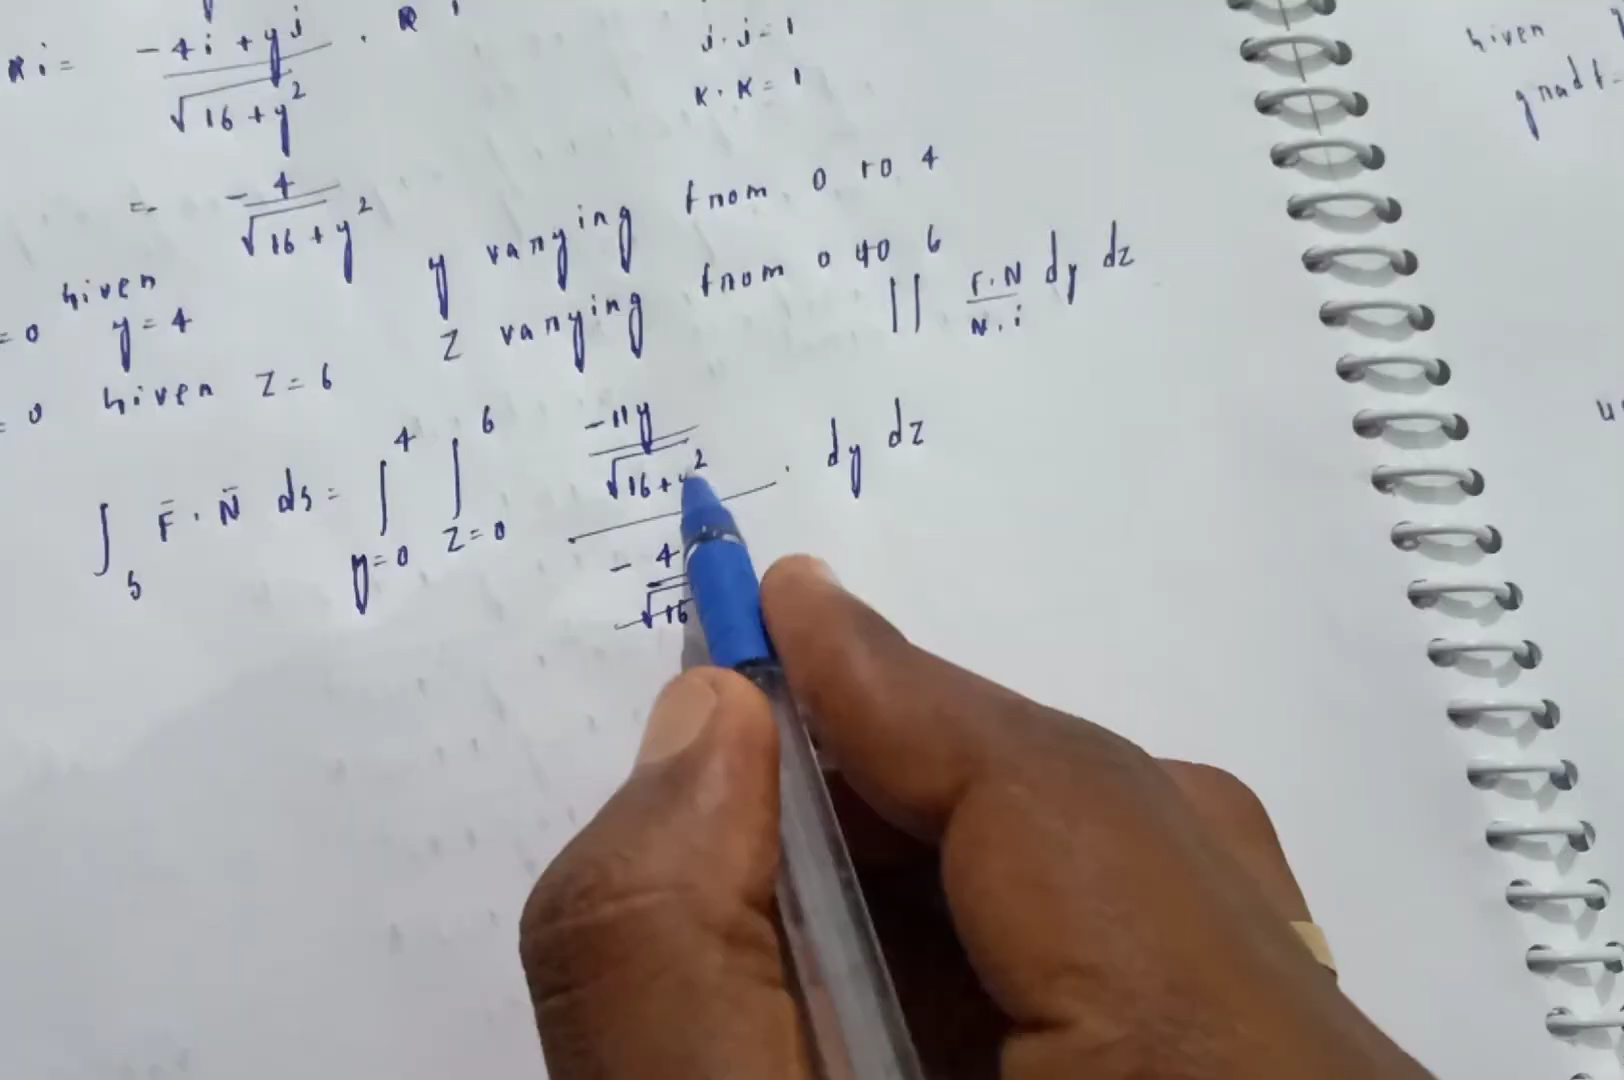 i = -4i + yj / √16 + y² .
j . j = 1
K . K = 1
= - 4 / √16 + y²
y varying from 0 to 4
z varying from 0 to 6
∫∫ F.N / N.i dy dz
= 0 given y = 4
= 0 given z = 6
∫s F̄ . N̄ ds = ∫ y=0 4 ∫ z=0 6 -11y / √16 + y² / - 4 / √16 . dy dz
given
grad f =